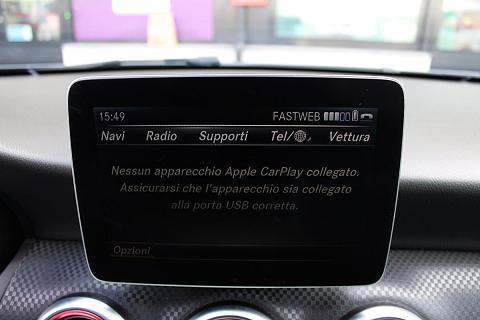 15:49 FASTWEB
Navi Radio Supporti Tel/ Vettura
Nessun apparecchio Apple CarPlay collegato.
Assicurarsi che l'apparecchio sia collegato
alla porta USB corretta.
Opzioni